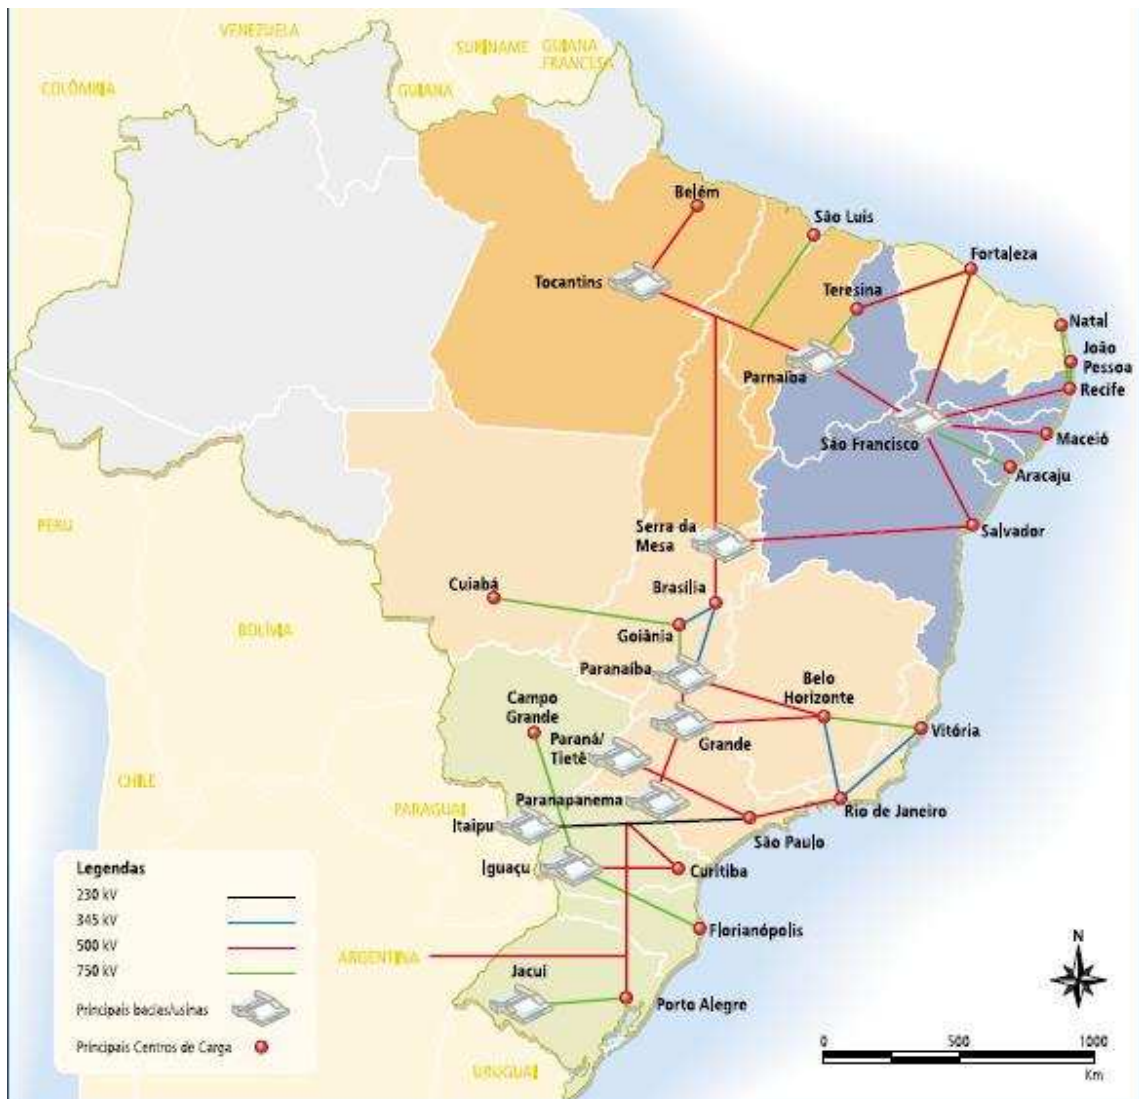 VENEZUELA
SURINAME
GUIANA
FRANCESA
COLÔMBIA
GUIANA
Belém
São Luis
Fortaleza
Tocantins
Teresina
Natal
João
Pessoa
Parnaíba
Recife
São Francisco
Maceió
Aracaju
PERU
Serra da
Mesa
Salvador
Cuiabá
Brasília
BOLÍVIA
Goiânia
Paranaíba
Belo
Horizonte
Campo
Grande
Paraná/
Tietê
Grande
Vitória
CHILE
PARAGUAI
Paranapanema
Rio de Janeiro
Itaipu
São Paulo
Iguaçu
Curitiba
Legendas
230 kV
345 kV
500 kV
750 kV
Principais bacias/usinas
Principais Centros de Carga
Florianópolis
ARGENTINA
Jacuí
Porto Alegre
URUGUAI
N
0 500 1000
Km